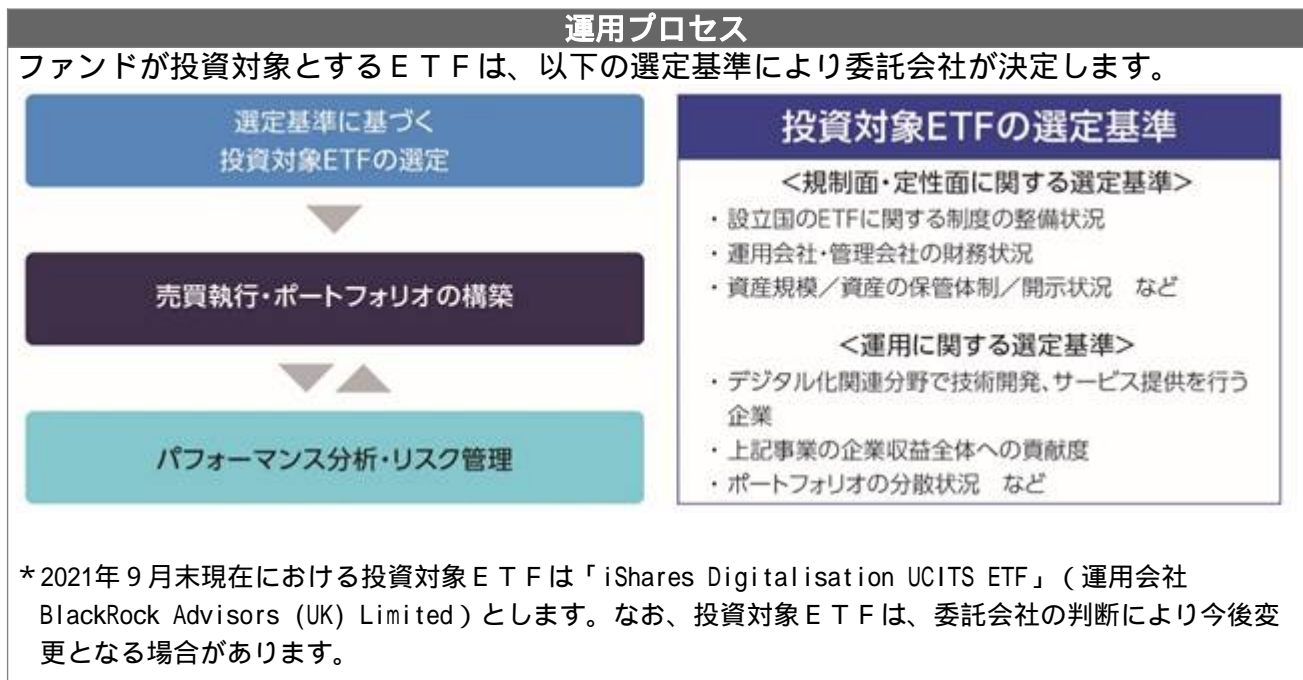 運用プロセス
ファンドが投資対象とするＥＴＦは、以下の選定基準により委託会社が決定します。
選定基準に基づく
投資対象ETFの選定
売買執行・ポートフォリオの構築
パフォーマンス分析・リスク管理
投資対象ETFの選定基準
＜規制面・定性面に関する選定基準＞
・設立国のETFに関する制度の整備状況
・運用会社・管理会社の財務状況
・資産規模／資産の保管体制／開示状況　など
＜運用に関する選定基準＞
・デジタル化関連分野で技術開発、サービス提供を行う
企業
・上記事業の企業収益全体への貢献度
・ポートフォリオの分散状況　など
＊2021年９月末現在における投資対象ＥＴＦは「iShares Digitalisation UCITS ETF」（運用会社
BlackRock Advisors (UK) Limited）とします。なお、投資対象ＥＴＦは、委託会社の判断により今後変
更となる場合があります。